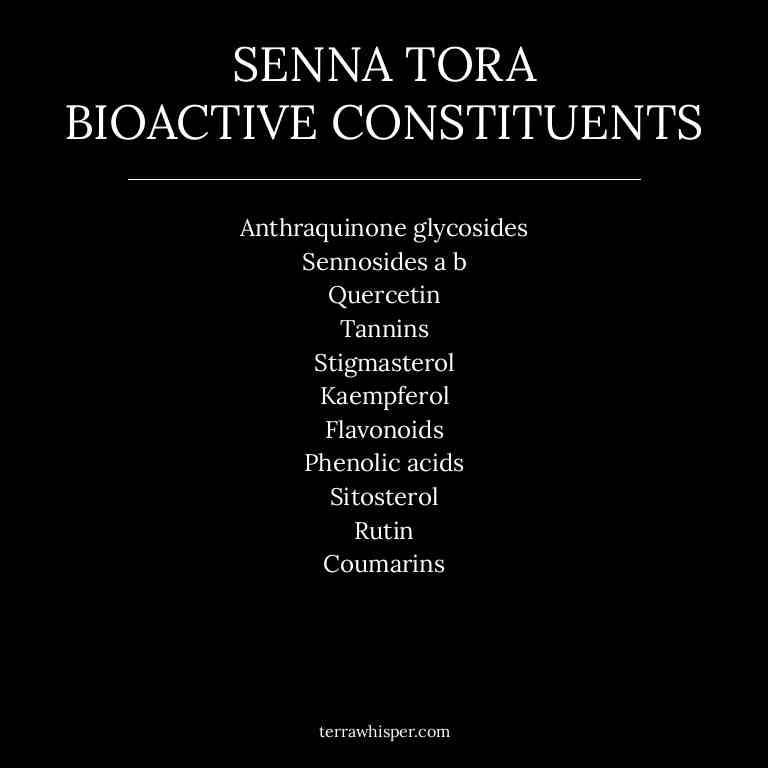 SENNA TORA
BIOACTIVE CONSTITUENTS
Anthraquinone glycosides
Sennosides a b
Quercetin
Tannins
Stigmasterol
Kaempferol
Flavonoids
Phenolic acids
Sitosterol
Rutin
Coumarins
terrawhisper.com